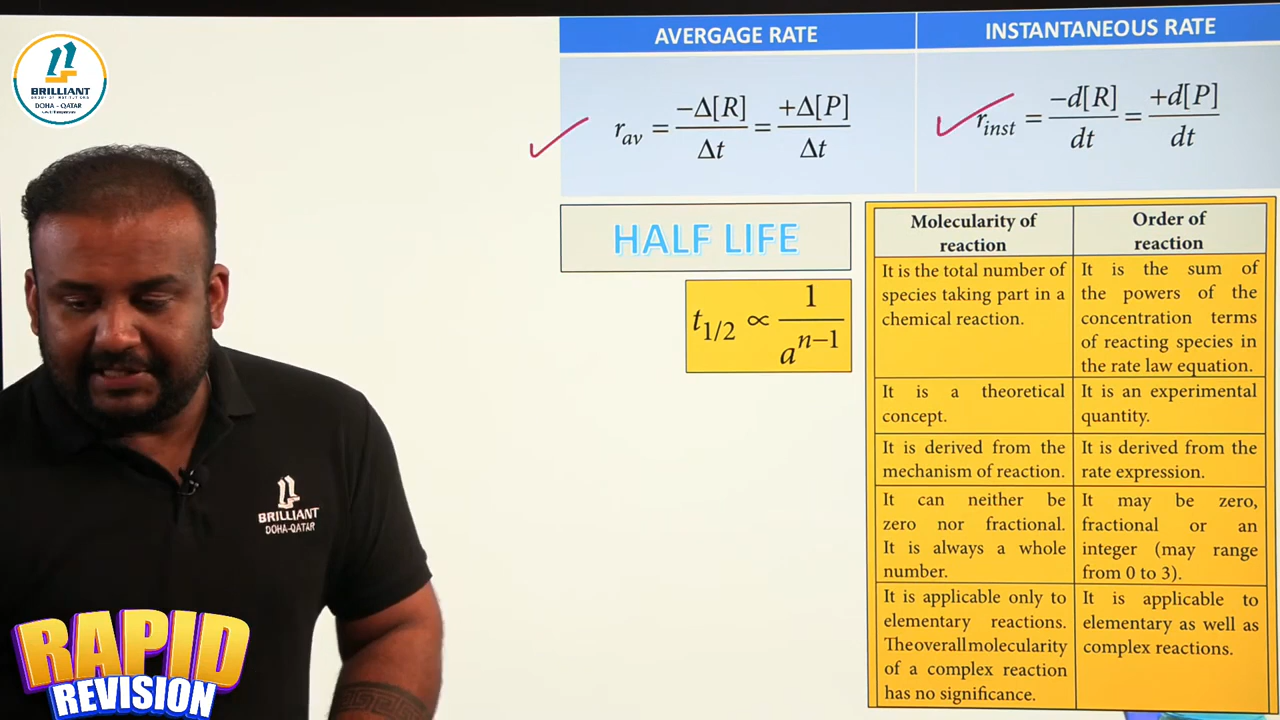 BRILLIANT
GROUP OF INSTITUTIONS
DOHA - QATAR
AVERGAGE RATE
INSTANTANEOUS RATE
r_av = −Δ[R]/Δt = +Δ[P]/Δt
r_inst = −d[R]/dt = +d[P]/dt
HALF LIFE
t_1/2 ∝ 1/a^(n−1)
Molecularity of
reaction
Order of
reaction
It is the total number of
species taking part in a
chemical reaction.
It is the sum of
the powers of the
concentration terms
of reacting species in
the rate law equation.
It is a theoretical
concept.
It is an experimental
quantity.
It is derived from the
mechanism of reaction.
It is derived from the
rate expression.
It can neither be
zero nor fractional.
It is always a whole
number.
It may be zero,
fractional or an
integer (may range
from 0 to 3).
It is applicable only to
elementary reactions.
The overall molecularity
of a complex reaction
has no significance.
It is applicable to
elementary as well as
complex reactions.
BRILLIANT
DOHA-QATAR
RAPID
REVISION